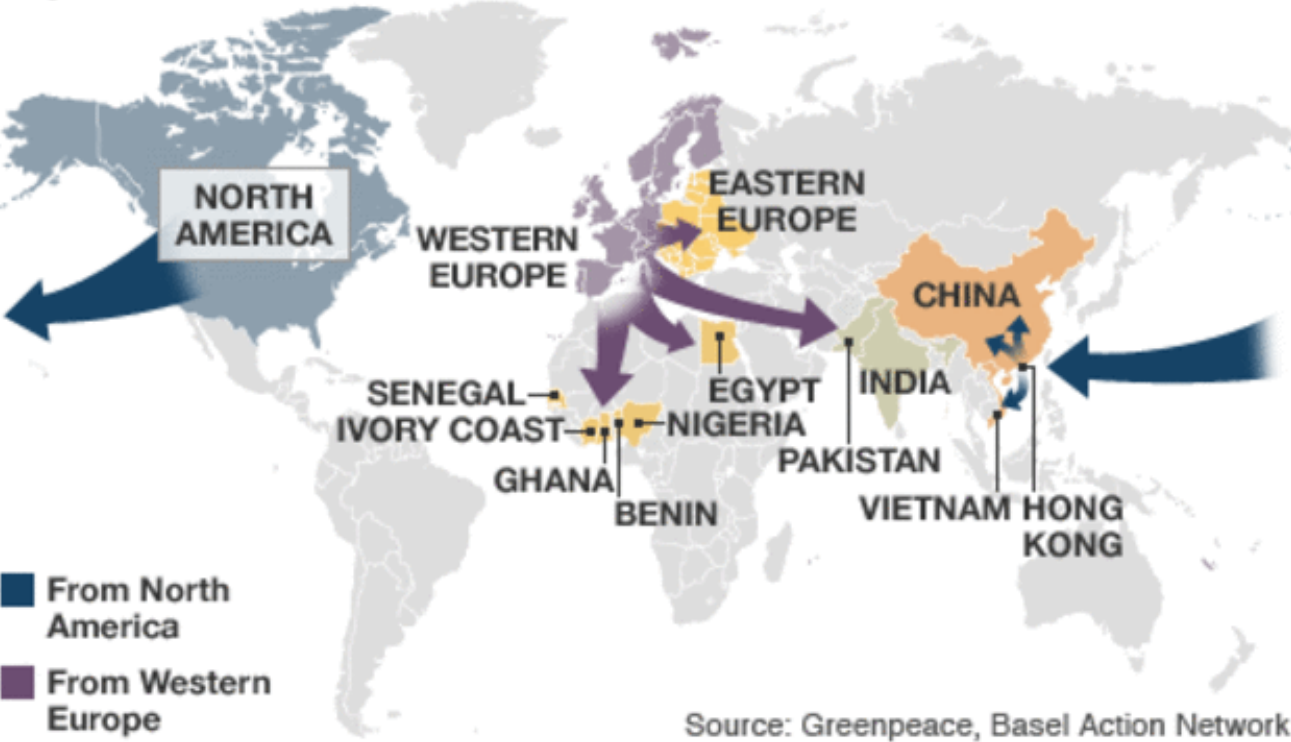 NORTH
AMERICA
WESTERN
EUROPE
EASTERN
EUROPE
CHINA
SENEGAL
IVORY COAST
GHANA
BENIN
NIGERIA
EGYPT
INDIA
PAKISTAN
VIETNAM
HONG
KONG
From North
America
From Western
Europe
Source: Greenpeace, Basel Action Network